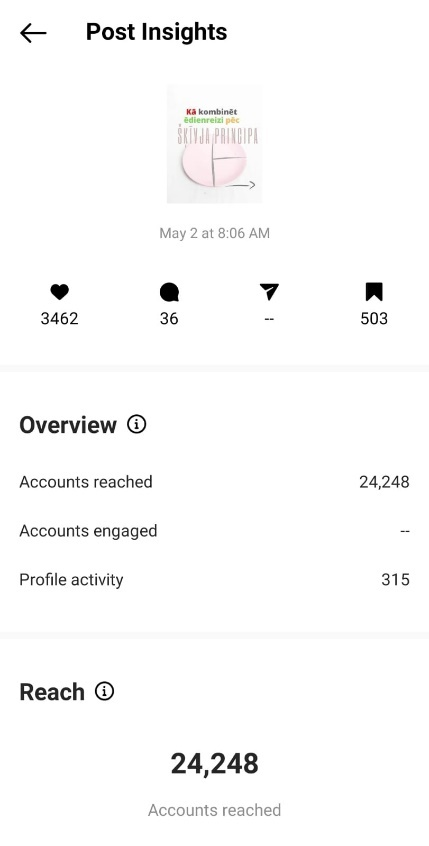 Post Insights
Kā kombinēt
ēdienreizi pēc
ŠĶĪVJA PRINCIPA
May 2 at 8:06 AM
3462 36 -- 503
Overview
Accounts reached 24,248
Accounts engaged --
Profile activity 315
Reach
24,248
Accounts reached